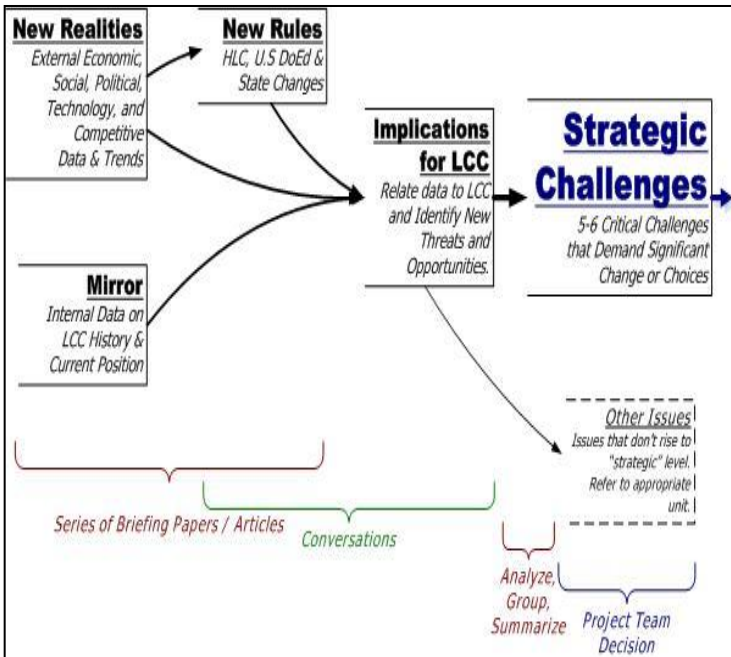 New Realities
External Economic,
Social, Political,
Technology, and
Competitive
Data & Trends
New Rules
HLC, U.S DoEd &
State Changes
Mirror
Internal Data on
LCC History &
Current Position
Implications
for LCC
Relate data to LCC
and Identify New
Threats and
Opportunities.
Strategic
Challenges
5-6 Critical Challenges
that Demand Significant
Change or Choices
Other Issues
Issues that don't rise to
"strategic" level.
Refer to appropriate
unit.
Series of Briefing Papers / Articles
Conversations
Analyze,
Group,
Summarize
Project Team
Decision